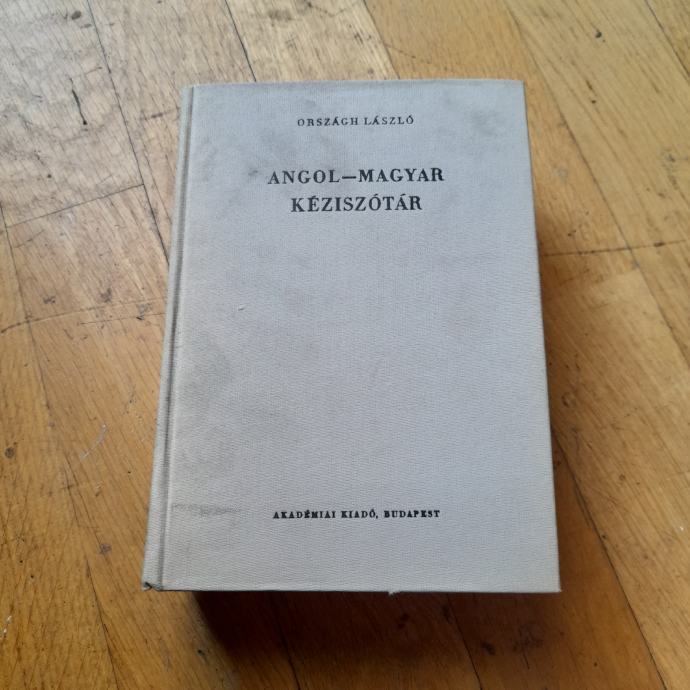 ORSZÁGH LÁSZLÓ
ANGOL—MAGYAR
KÉZISZÓTÁR
AKADÉMIAI KIADÓ, BUDAPEST